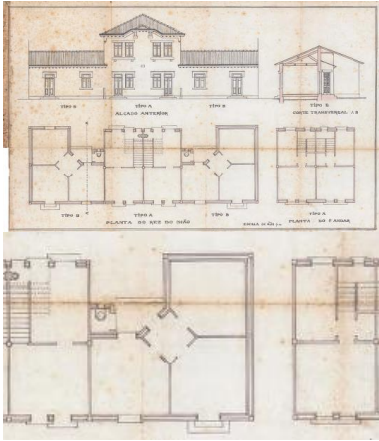 TIPO B TIPO A TIPO B TIPO B
ALÇADO ANTERIOR CORTE TRANSVERSAL A B
TIPO B TIPO A TIPO B TIPO A
PLANTA DO REZ DO CHÃO PLANTA DO 1º ANDAR